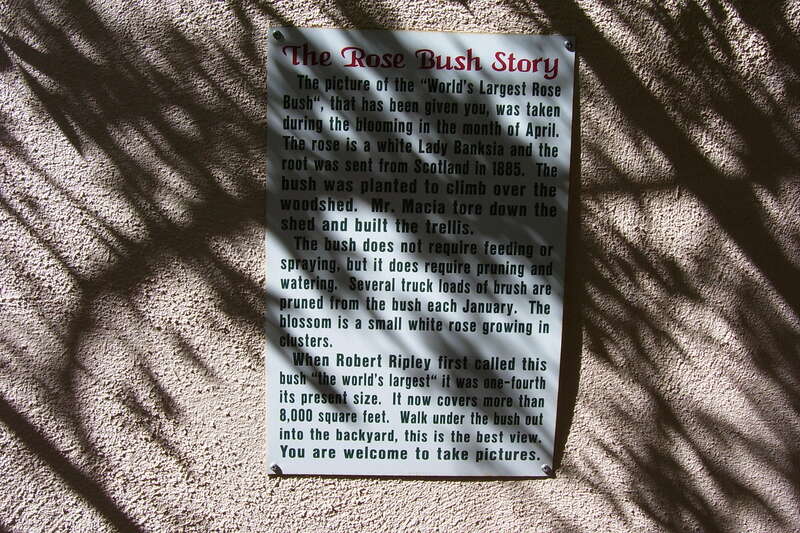 The Rose Bush Story
The picture of the "World's Largest Rose
Bush", that has been given you, was taken
during the blooming in the month of April.
The rose is a white Lady Banksia and the
root was sent from Scotland in 1885. The
bush was planted to climb over the
woodshed. Mr. Macia tore down the
shed and built the trellis.
The bush does not require feeding or
spraying, but it does require pruning and
watering. Several truck loads of brush are
pruned from the bush each January. The
blossom is a small white rose growing in
clusters.
When Robert Ripley first called this
bush "the world's largest" it was one-fourth
its present size. It now covers more than
8,000 square feet. Walk under the bush out
into the backyard, this is the best view.
You are welcome to take pictures.